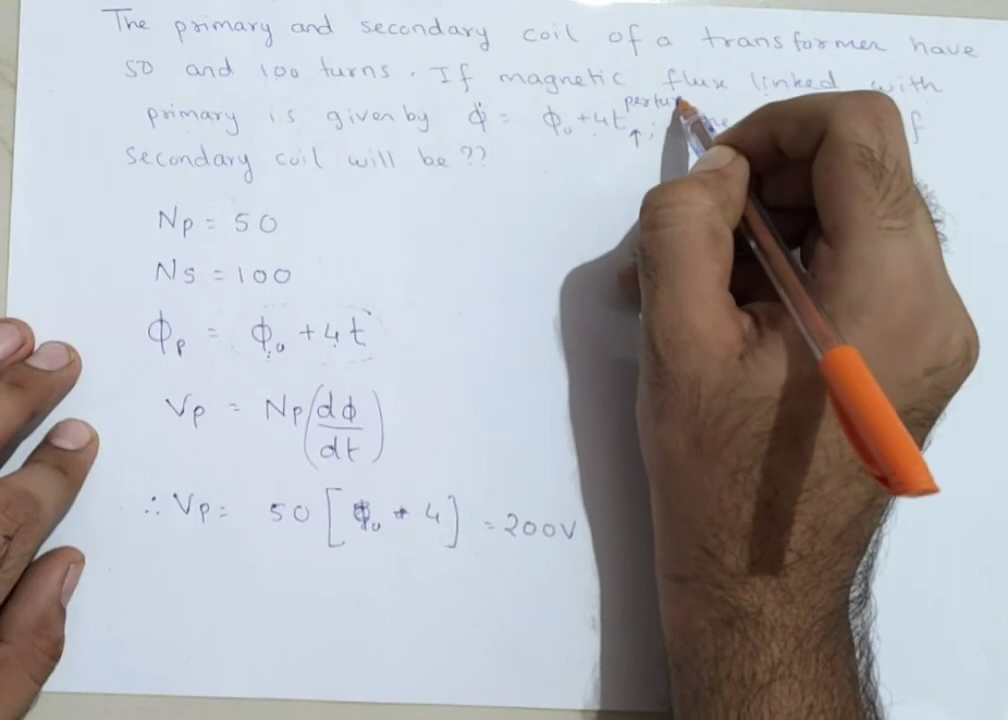 The primary and secondary coil of a transformer have
50 and 100 turns. If magnetic flux linked with
per tur
primary is given by ϕ = ϕ₀ + 4t ;
↑
secondary coil will be ??
Np = 50
Ns = 100
ϕp = ϕ₀ + 4t
Vp = Np (dϕ/dt)
∴ Vp = 50 [ϕ₀ + 4] = 200V